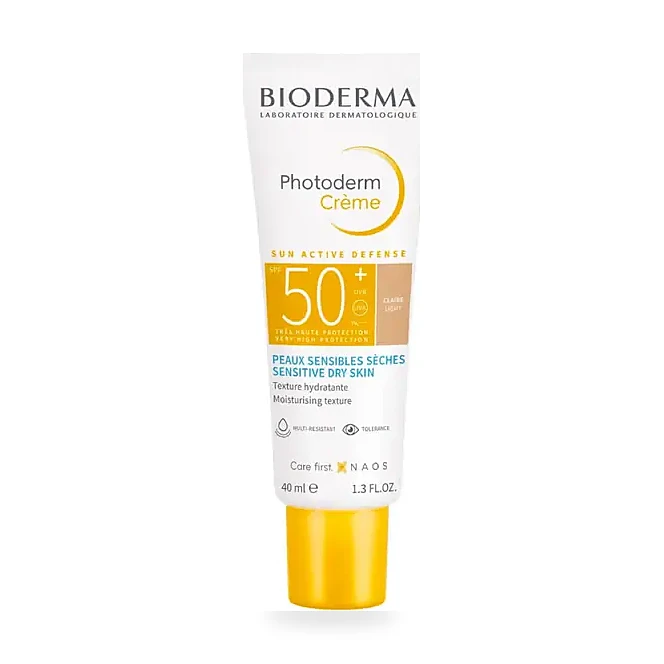 BIODERMA
LABORATOIRE DERMATOLOGIQUE
Photoderm
Crème
SUN ACTIVE DEFENSE
SPF
50+
UVB
UVA
CLAIRE
LIGHT
TRÈS HAUTE PROTECTION
VERY HIGH PROTECTION
PEAUX SENSIBLES SÈCHES
SENSITIVE DRY SKIN
Texture hydratante
Moisturising texture
MULTI-RESISTANT
TOLERANCE
Care first. NAOS
40 ml ℮ 1.3 FL.OZ.